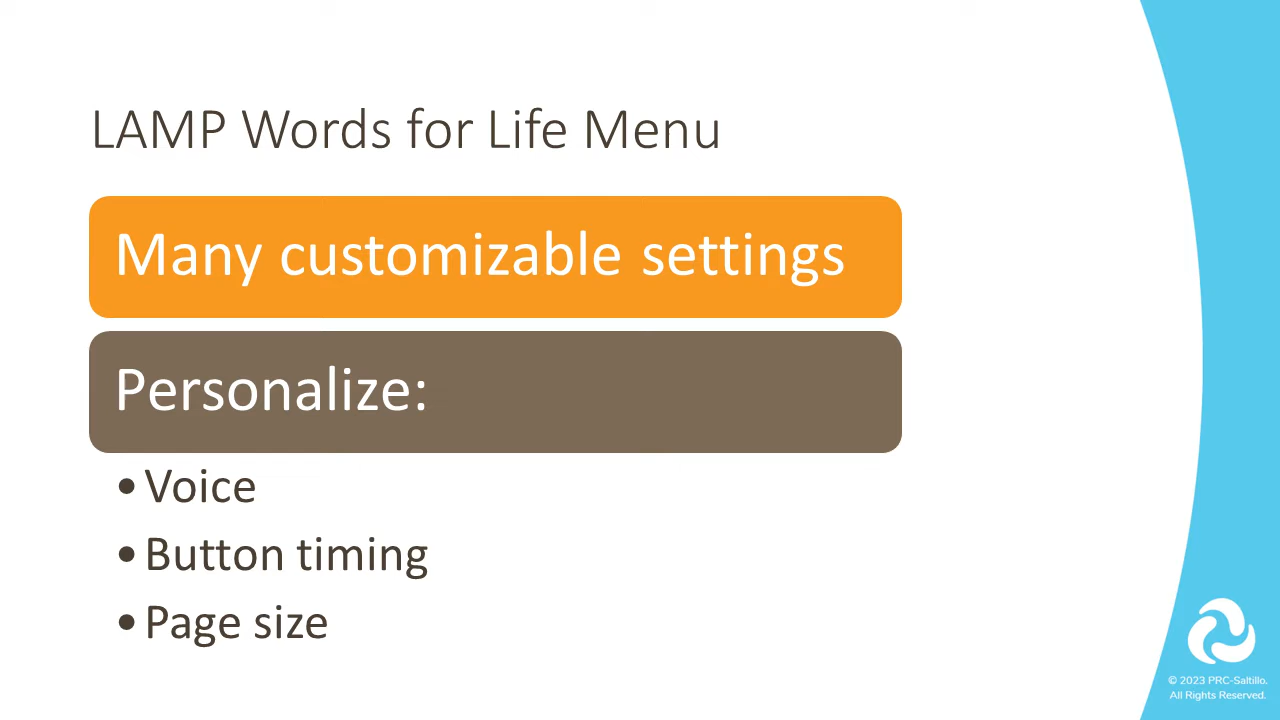 LAMP Words for Life Menu
Many customizable settings
Personalize:
• Voice
• Button timing
• Page size
© 2023 PRC-Saltillo.
All Rights Reserved.